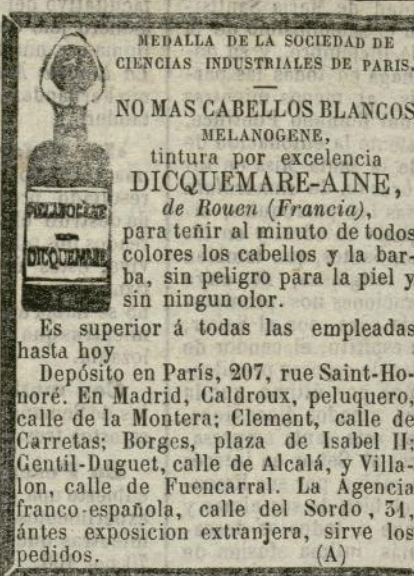 MEDALLA DE LA SOCIEDAD DE
CIENCIAS INDUSTRIALES DE PARIS.
NO MAS CABELLOS BLANCOS
MELANOGENE,
tintura por excelencia
DICQUEMARE-AINE,
de Rouen (Francia),
para teñir al minuto de todos
colores los cabellos y la bar-
ba, sin peligro para la piel y
sin ningun olor.
MELANOGENE
DICQUEMARE
Es superior á todas las empleadas
hasta hoy
Depósito en París, 207, rue Saint-Ho-
noré. En Madrid, Caldroux, peluquero,
calle de la Montera; Clement, calle de
Carretas; Borges, plaza de Isabel II;
Gentil-Duguet, calle de Alcalá, y Villa-
lon, calle de Fuencarral. La Agencia
franco-española, calle del Sordo, 31,
ántes exposicion extranjera, sirve los
pedidos. (A)